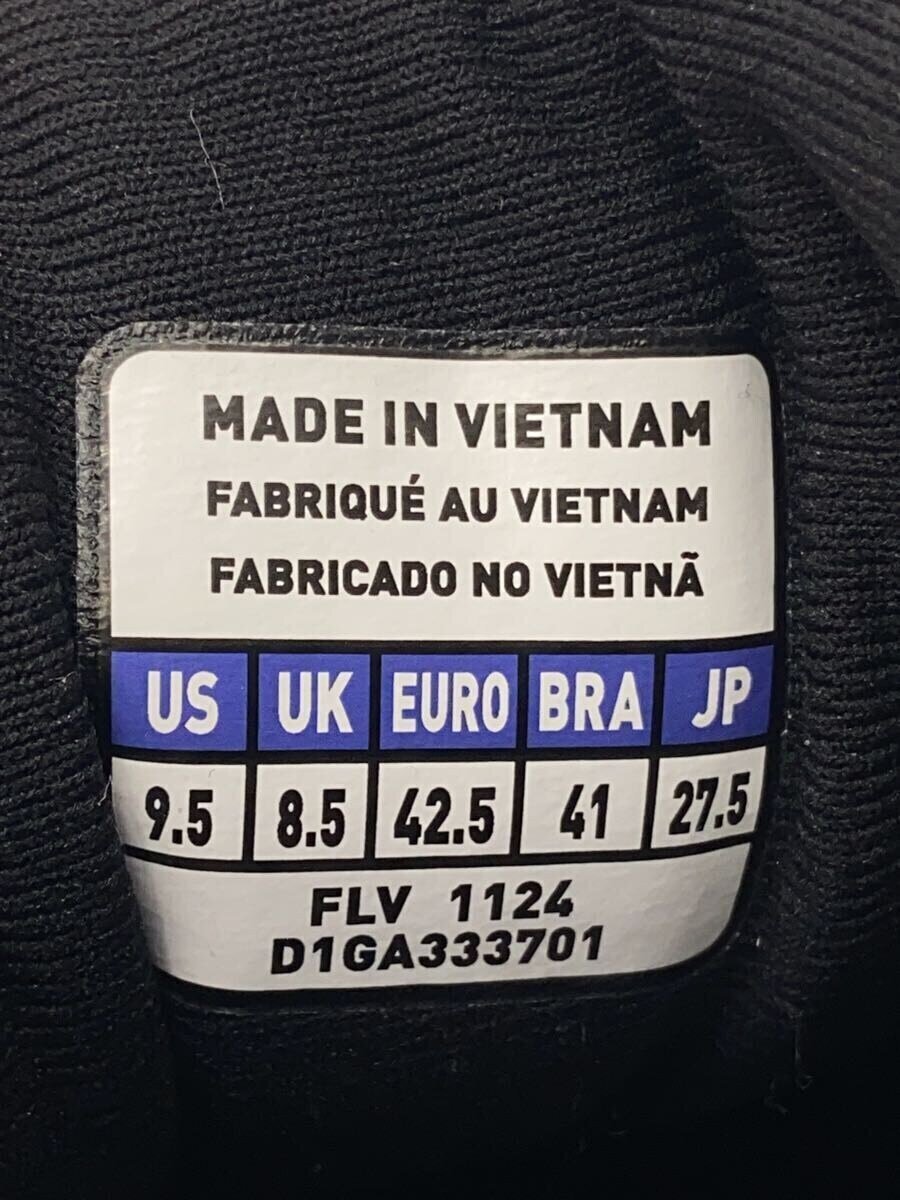 MADE IN VIETNAM
FABRIQUÉ AU VIETNAM
FABRICADO NO VIETNÃ
US UK EURO BRA JP
9.5 8.5 42.5 41 27.5
FLV 1124
D1GA333701